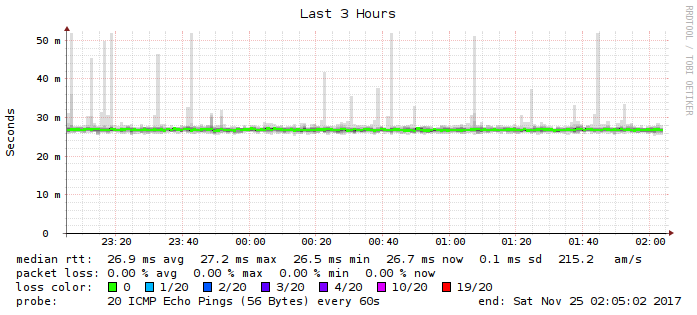 Last 3 Hours
RRDTOOL / TOBI OETIKER
Seconds
50 m
40 m
30 m
20 m
10 m
0
23:20 23:40 00:00 00:20 00:40 01:00 01:20 01:40 02:00
median rtt: 26.9 ms avg 27.2 ms max 26.5 ms min 26.7 ms now 0.1 ms sd 215.2 am/s
packet loss: 0.00 % avg 0.00 % max 0.00 % min 0.00 % now
loss color: 0 1/20 2/20 3/20 4/20 10/20 19/20
probe: 20 ICMP Echo Pings (56 Bytes) every 60s end: Sat Nov 25 02:05:02 2017